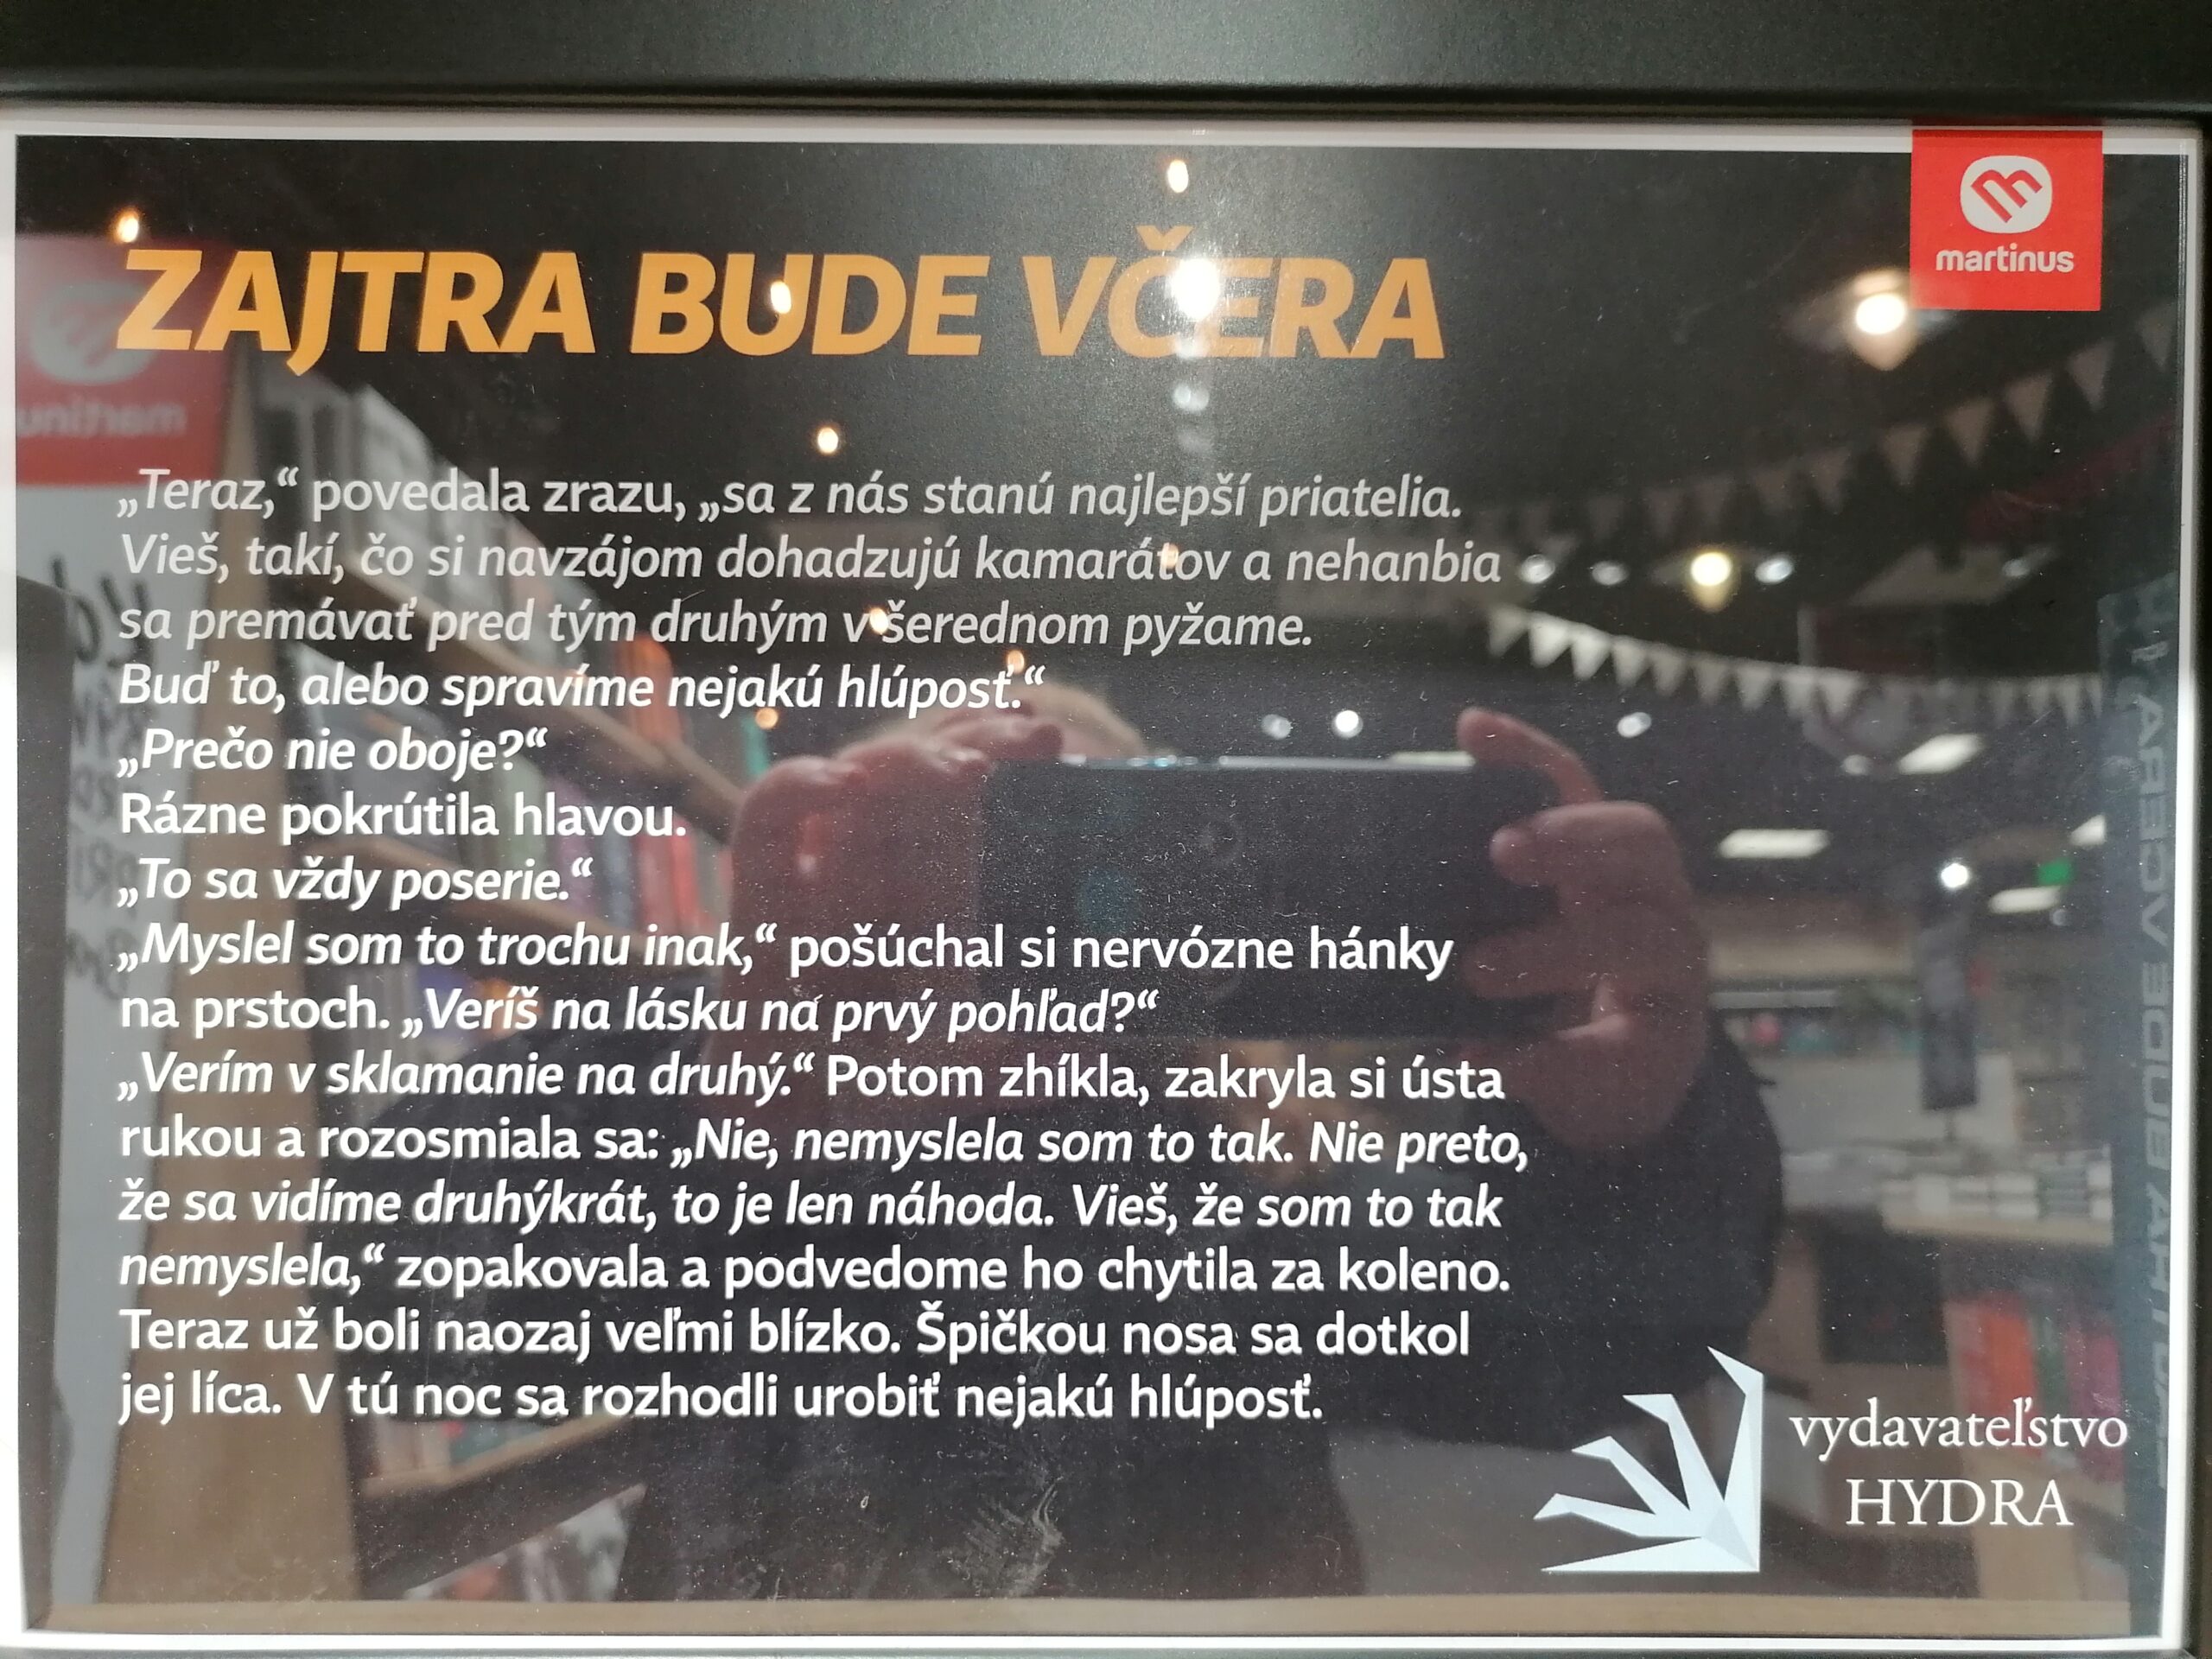 martinus
ZAJTRA BUDE VČERA
„Teraz,“ povedala zrazu, „sa z nás stanú najlepší priatelia.
Vieš, takí, čo si navzájom dohadzujú kamarátov a nehanbia
sa premávať pred tým druhým v šerednom pyžame.
Buď to, alebo spravíme nejakú hlúposť.“
„Prečo nie oboje?“
Rázne pokrútila hlavou.
„To sa vždy poserie.“
„Myslel som to trochu inak,“ pošúchal si nervózne hánky
na prstoch. „Veríš na lásku na prvý pohľad?“
„Verím v sklamanie na druhý.“ Potom zhíkla, zakryla si ústa
rukou a rozosmiala sa: „Nie, nemyslela som to tak. Nie preto,
že sa vidíme druhýkrát, to je len náhoda. Vieš, že som to tak
nemyslela,“ zopakovala a podvedome ho chytila za koleno.
Teraz už boli naozaj veľmi blízko. Špičkou nosa sa dotkol
jej líca. V tú noc sa rozhodli urobiť nejakú hlúposť.
vydavateľstvo
HYDRA